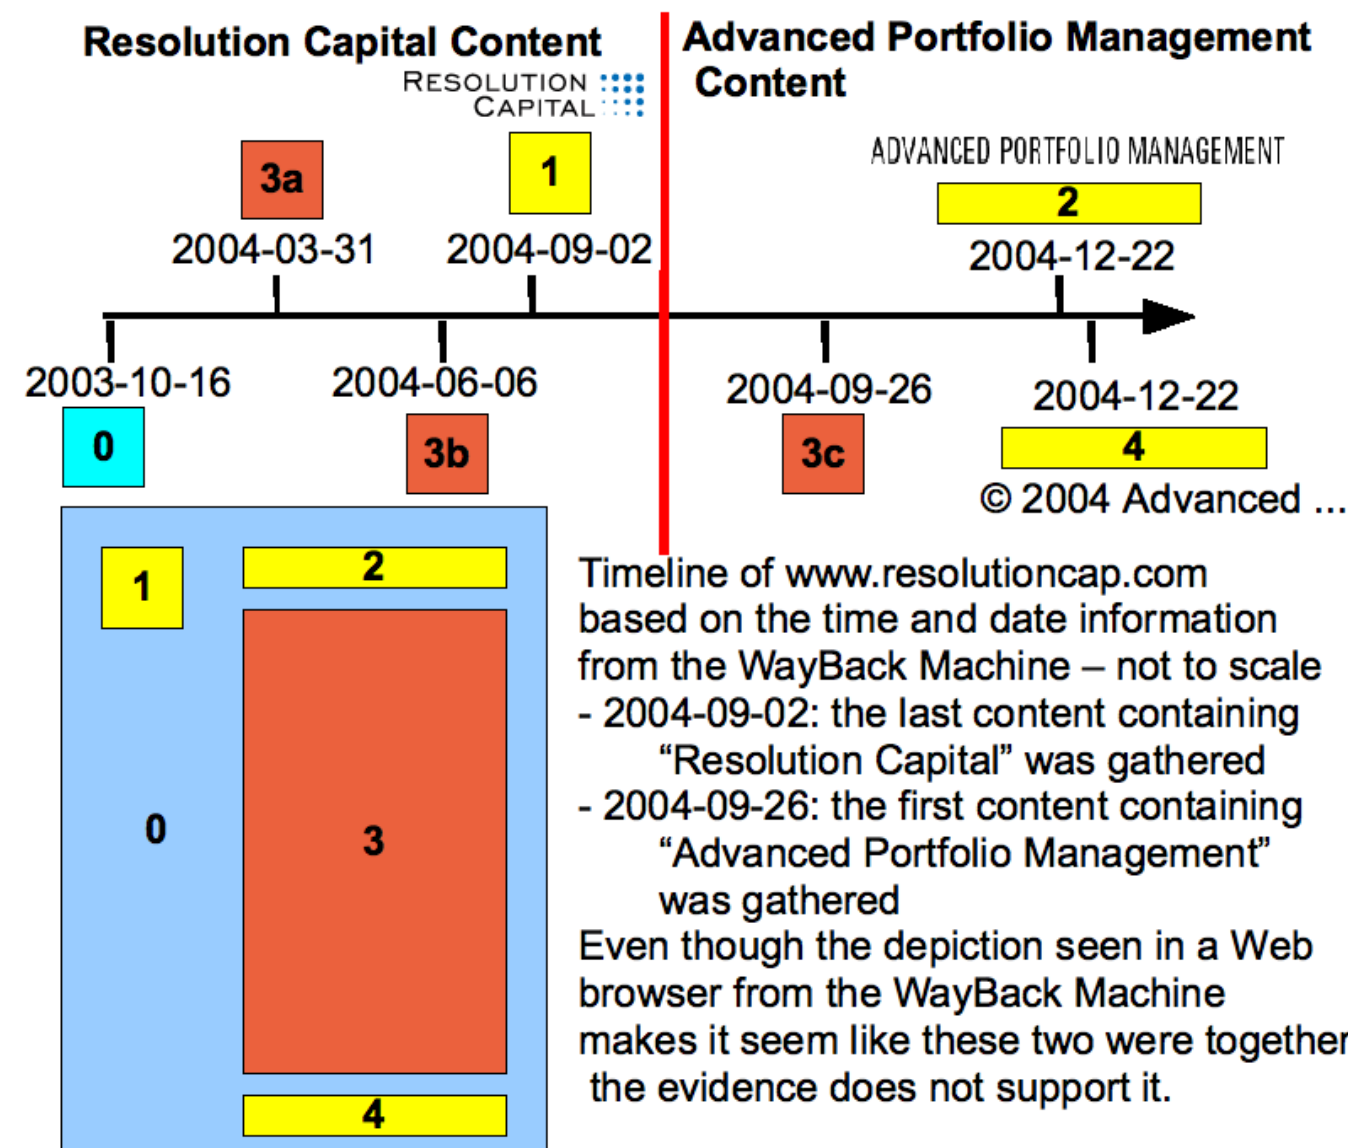 Resolution Capital Content
RESOLUTION
CAPITAL
Advanced Portfolio Management
Content
ADVANCED PORTFOLIO MANAGEMENT
3a
1
2
2004-03-31
2004-09-02
2004-12-22
2003-10-16
2004-06-06
2004-09-26
2004-12-22
0
3b
3c
4
© 2004 Advanced ...
1
2
0
3
4
Timeline of www.resolutioncap.com
based on the time and date information
from the WayBack Machine – not to scale
- 2004-09-02: the last content containing
“Resolution Capital” was gathered
- 2004-09-26: the first content containing
“Advanced Portfolio Management”
was gathered
Even though the depiction seen in a Web
browser from the WayBack Machine
makes it seem like these two were together
the evidence does not support it.